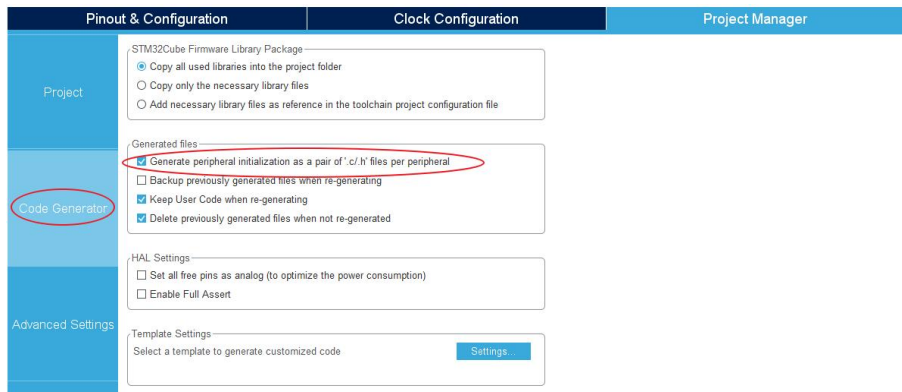 Pinout & Configuration
Clock Configuration
Project Manager
Project
Code Generator
Advanced Settings
STM32Cube Firmware Library Package
Copy all used libraries into the project folder
Copy only the necessary library files
Add necessary library files as reference in the toolchain project configuration file
Generated files
Generate peripheral initialization as a pair of '.c/.h' files per peripheral
Backup previously generated files when re-generating
Keep User Code when re-generating
Delete previously generated files when not re-generated
HAL Settings
Set all free pins as analog (to optimize the power consumption)
Enable Full Assert
Template Settings
Select a template to generate customized code
Settings...